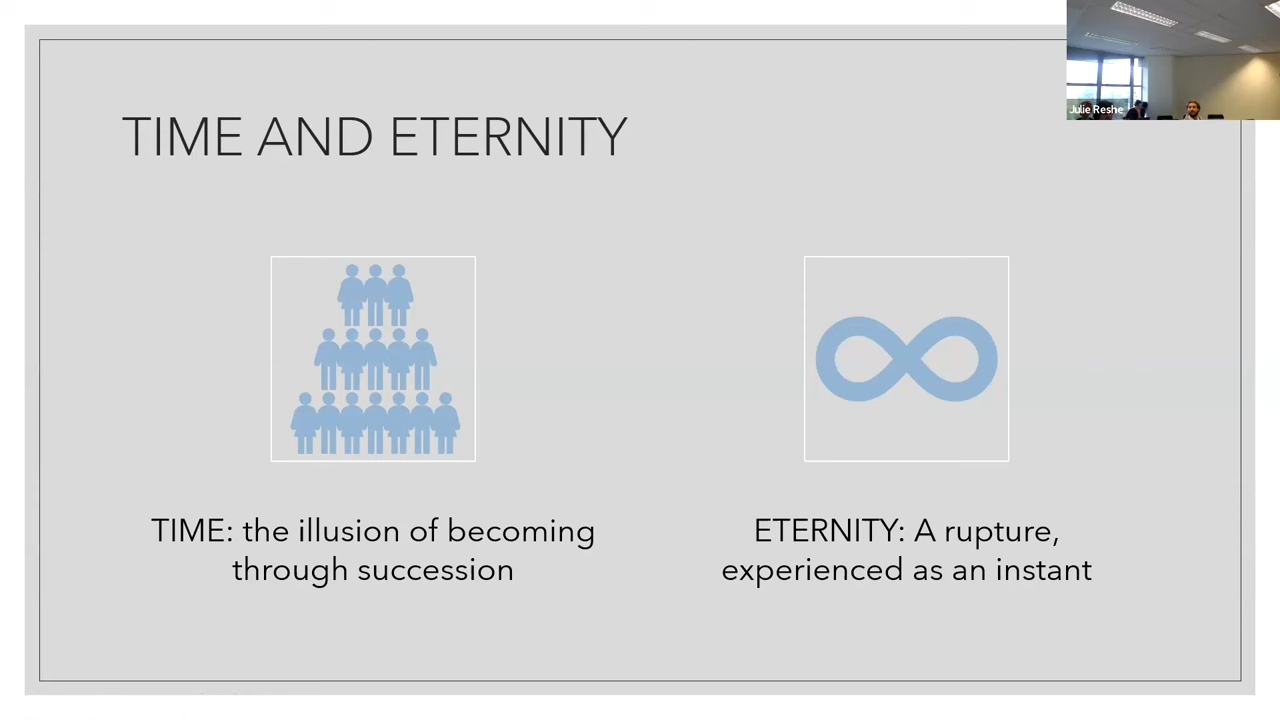 Julie Reshe
TIME AND ETERNITY
TIME: the illusion of becoming
through succession
ETERNITY: A rupture,
experienced as an instant